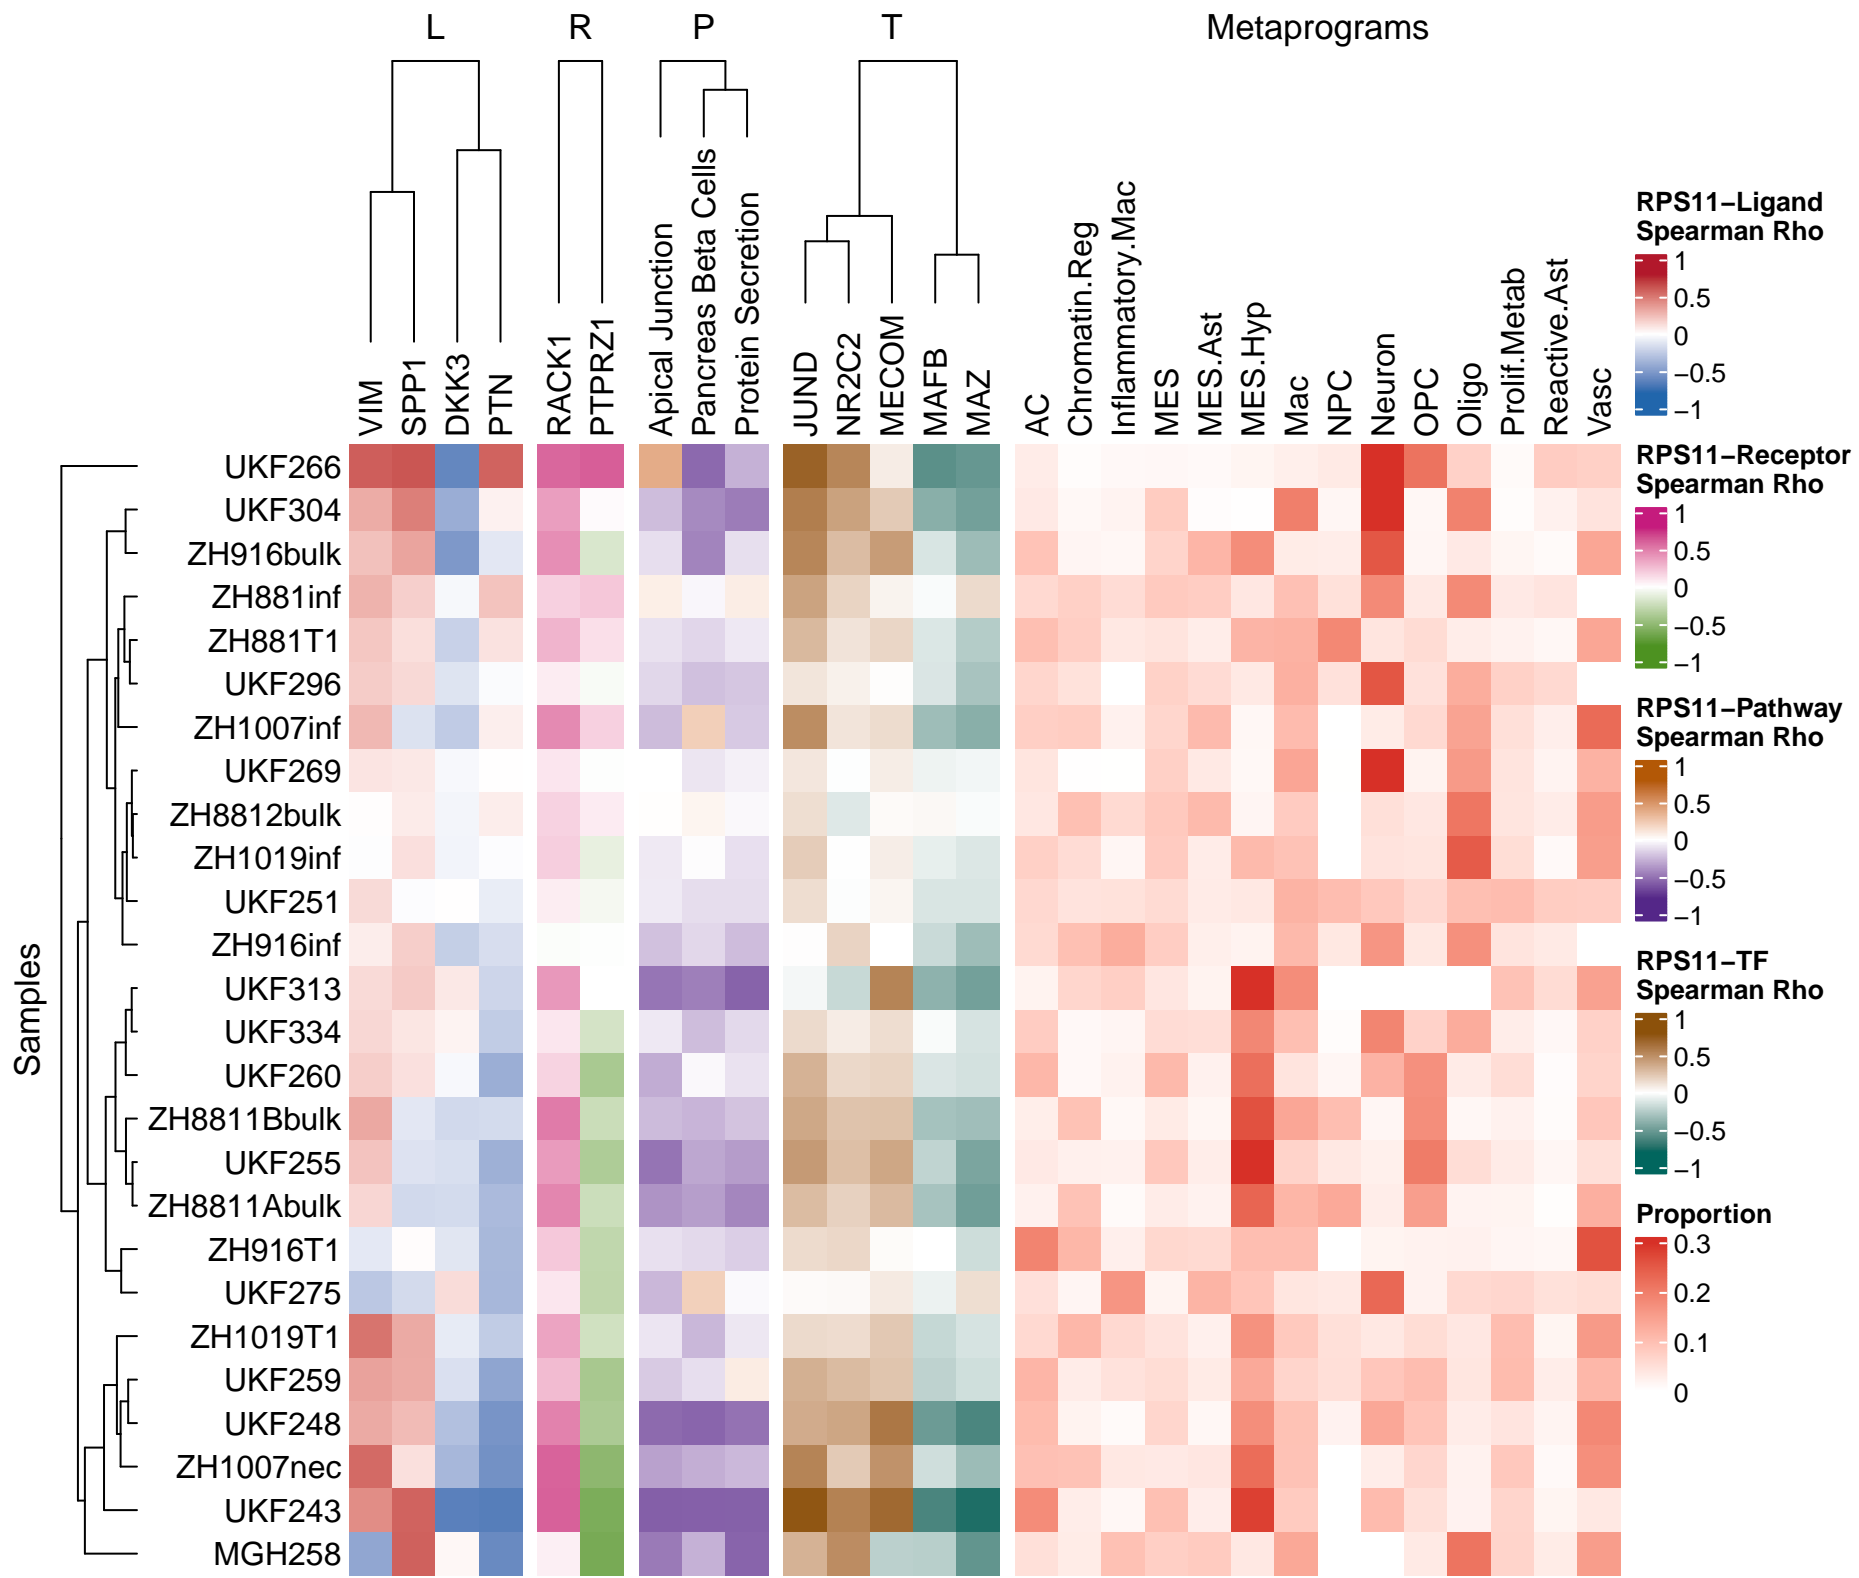 L R P T Metaprograms
VIM SPP1 DKK3 PTN RACK1 PTPRZ1 Apical Junction Pancreas Beta Cells Protein Secretion JUND NR2C2 MECOM MAFB MAZ AC Chromatin.Reg Inflammatory.Mac MES MES.Ast MES.Hyp Mac NPC Neuron OPC Oligo Prolif.Metab Reactive.Ast Vasc
Samples
UKF266
UKF304
ZH916bulk
ZH881inf
ZH881T1
UKF296
ZH1007inf
UKF269
ZH8812bulk
ZH1019inf
UKF251
ZH916inf
UKF313
UKF334
UKF260
ZH8811Bbulk
UKF255
ZH8811Abulk
ZH916T1
UKF275
ZH1019T1
UKF259
UKF248
ZH1007nec
UKF243
MGH258
RPS11−Ligand
Spearman Rho
1
0.5
0
−0.5
−1
RPS11−Receptor
Spearman Rho
1
0.5
0
−0.5
−1
RPS11−Pathway
Spearman Rho
1
0.5
0
−0.5
−1
RPS11−TF
Spearman Rho
1
0.5
0
−0.5
−1
Proportion
0.3
0.2
0.1
0